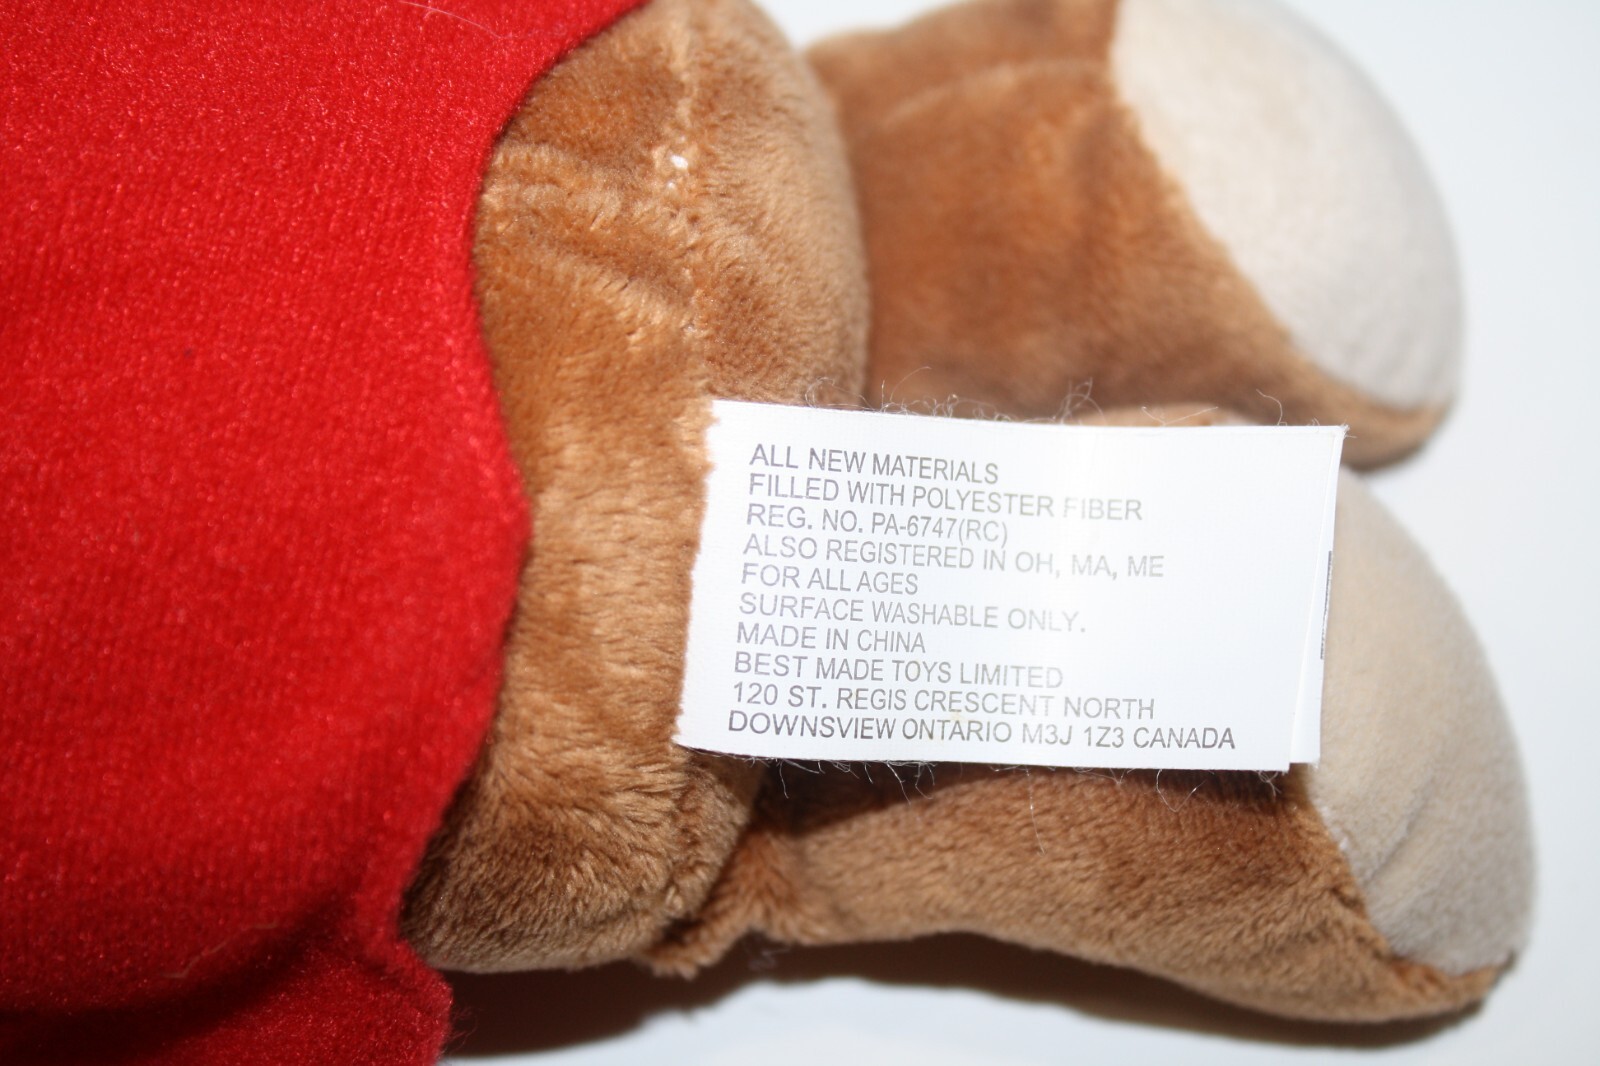 ALL NEW MATERIALS
FILLED WITH POLYESTER FIBER
REG. NO. PA-6747(RC)
ALSO REGISTERED IN OH, MA, ME
FOR ALL AGES
SURFACE WASHABLE ONLY.
MADE IN CHINA
BEST MADE TOYS LIMITED
120 ST. REGIS CRESCENT NORTH
DOWNSVIEW ONTARIO M3J 1Z3 CANADA